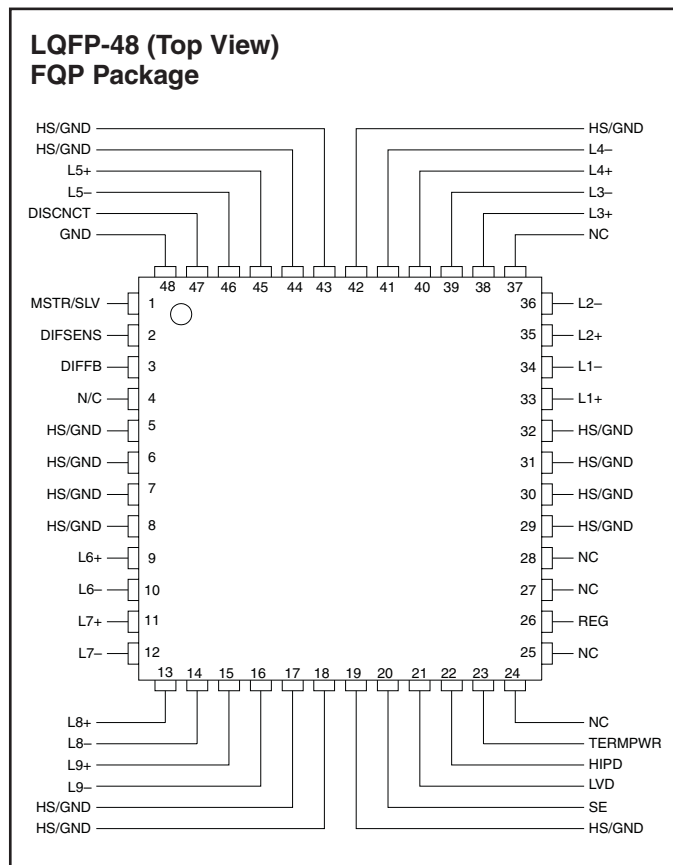 LQFP-48 (Top View)
FQP Package
HS/GND
HS/GND
L5+
L5–
DISCNCT
GND
HS/GND
L4–
L4+
L3–
L3+
NC
48 47 46 45 44 43 42 41 40 39 38 37
MSTR/SLV 1 36 L2–
DIFSENS 2 35 L2+
DIFFB 3 34 L1–
N/C 4 33 L1+
HS/GND 5 32 HS/GND
HS/GND 6 31 HS/GND
HS/GND 7 30 HS/GND
HS/GND 8 29 HS/GND
L6+ 9 28 NC
L6– 10 27 NC
L7+ 11 26 REG
L7– 12 25 NC
13 14 15 16 17 18 19 20 21 22 23 24
L8+
L8–
L9+
L9–
HS/GND
HS/GND
NC
TERMPWR
HIPD
LVD
SE
HS/GND